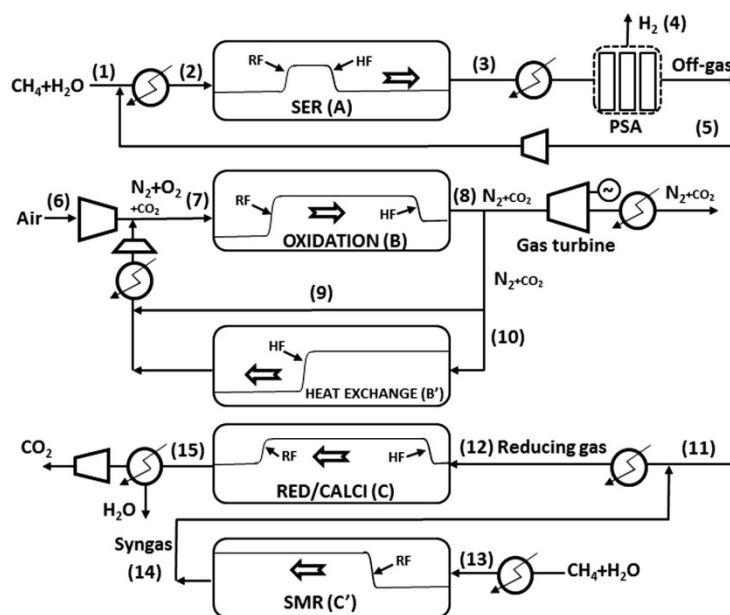 H₂ (4)
CH₄+H₂O
(1)
(2)
RF
HF
SER (A)
(3)
PSA
Off-gas
(5)
Air
(6)
N₂+O₂
+CO₂
(7)
RF
HF
OXIDATION (B)
(8)
N₂+CO₂
~
N₂+CO₂
Gas turbine
N₂+CO₂
(9)
(10)
HF
HEAT EXCHANGE (B')
CO₂
(15)
H₂O
RF
HF
RED/CALCI (C)
(12) Reducing gas
(11)
Syngas
(14)
RF
SMR (C')
(13)
CH₄+H₂O